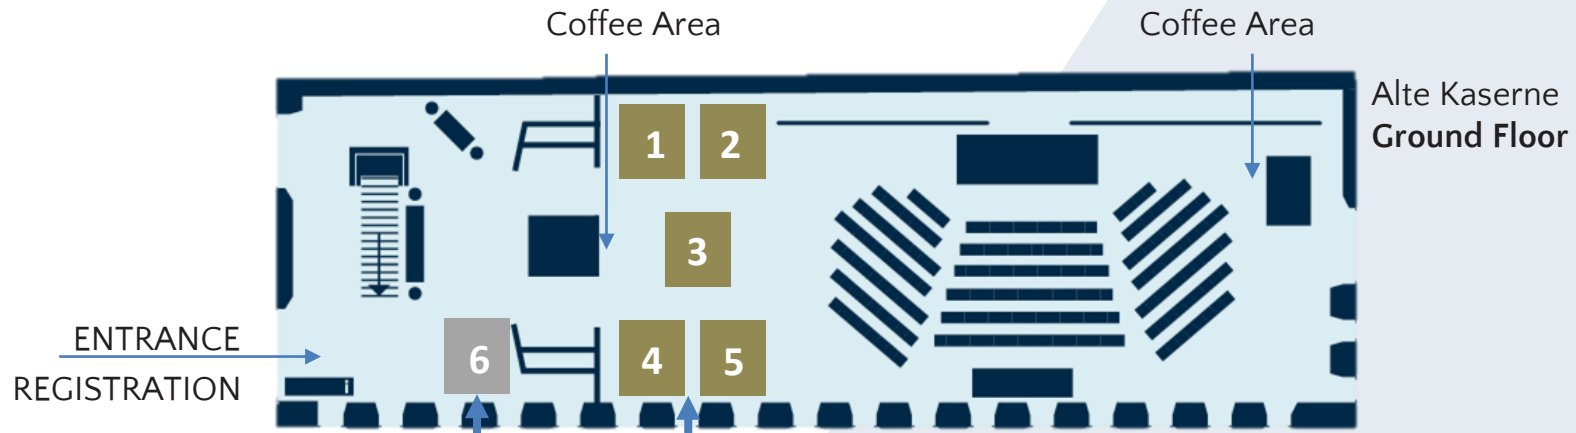 Coffee Area
Coffee Area
Alte Kaserne
Ground Floor
1
2
3
ENTRANCE
6
4
5
REGISTRATION
i